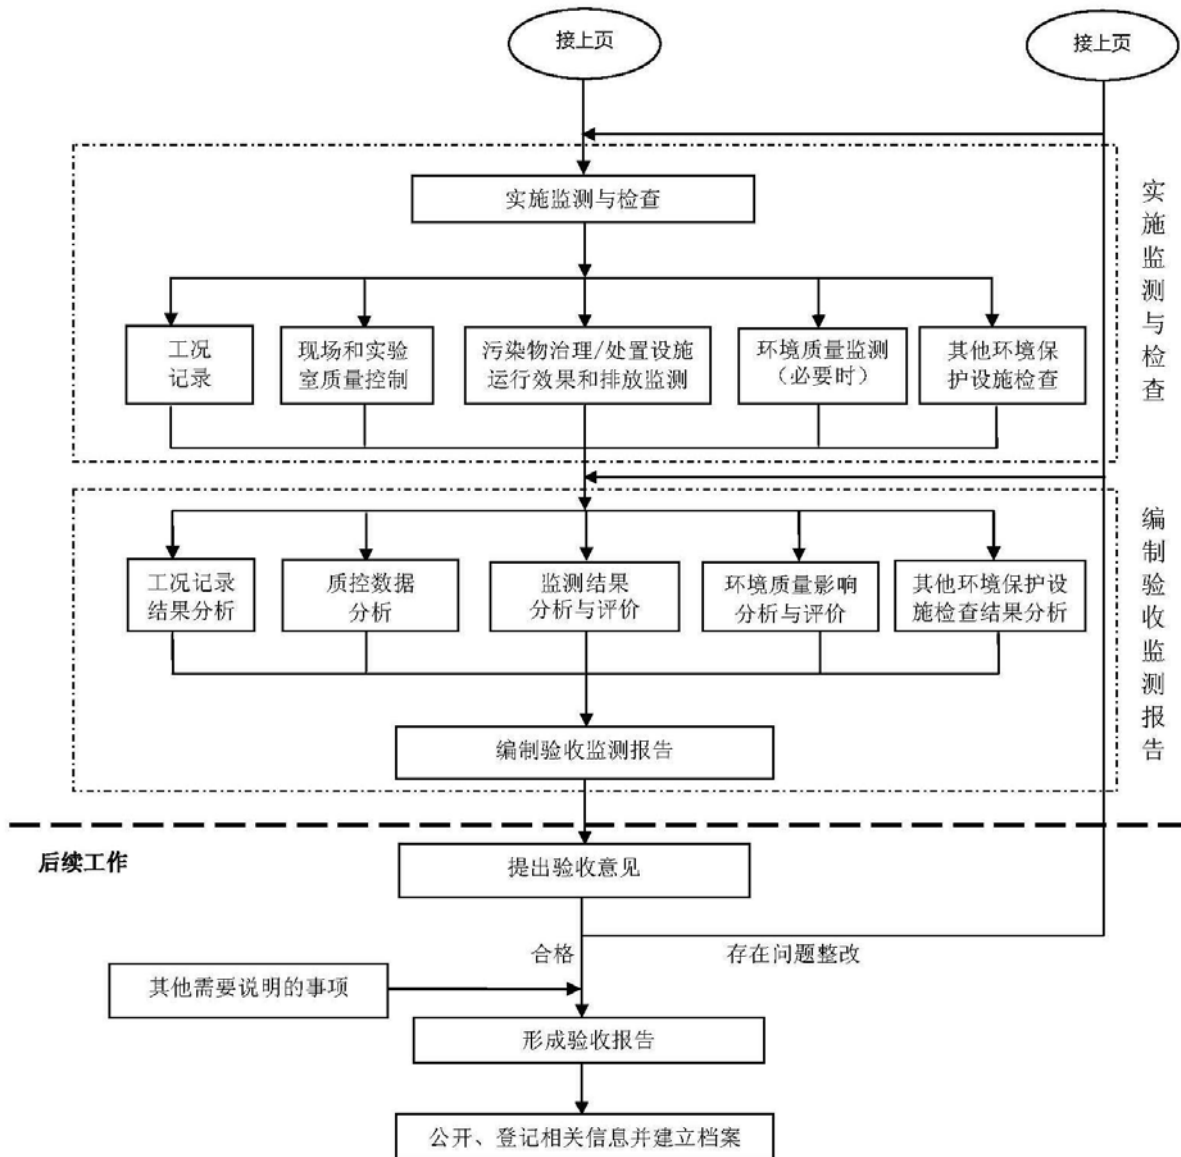 接上页
接上页
实施监测与检查
实施监测与检查
工况
记录
现场和实验
室质量控制
污染物治理/处置设施
运行效果和排放监测
环境质量监测
（必要时）
其他环境保
护设施检查
编制验收监测报告
工况记录
结果分析
质控数据
分析
监测结果
分析与评价
环境质量影响
分析与评价
其他环境保护设
施检查结果分析
编制验收监测报告
后续工作
提出验收意见
合格
存在问题整改
其他需要说明的事项
形成验收报告
公开、登记相关信息并建立档案